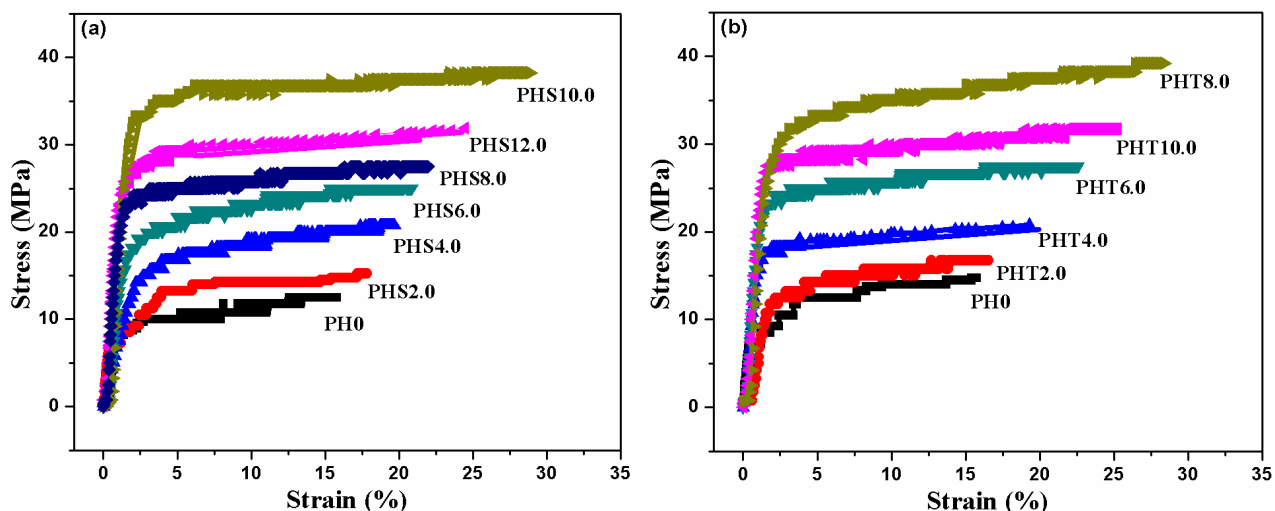 (a)
40
30
20
10
0
0 5 10 15 20 25 30 35
Stress (MPa)
Strain (%)
PHS10.0
PHS12.0
PHS8.0
PHS6.0
PHS4.0
PHS2.0
PH0
(b)
40
30
20
10
0
0 5 10 15 20 25 30 35
Stress (MPa)
Strain (%)
PHT8.0
PHT10.0
PHT6.0
PHT4.0
PHT2.0
PH0